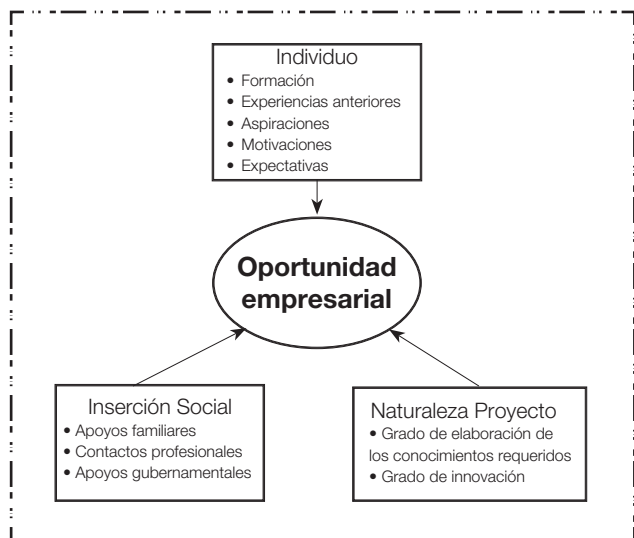 Individuo
• Formación
• Experiencias anteriores
• Aspiraciones
• Motivaciones
• Expectativas
Oportunidad
empresarial
Inserción Social
• Apoyos familiares
• Contactos profesionales
• Apoyos gubernamentales
Naturaleza Proyecto
• Grado de elaboración de
los conocimientos requeridos
• Grado de innovación